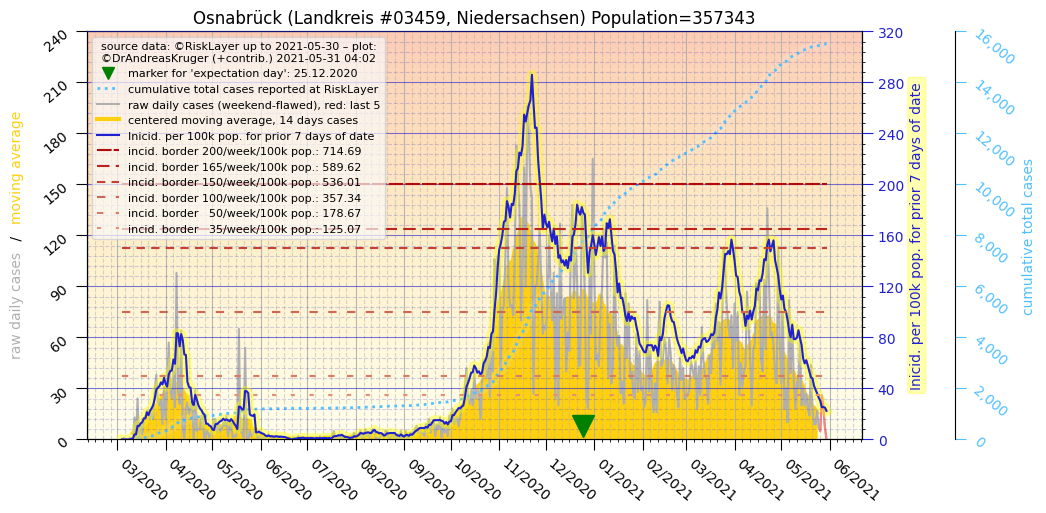 Osnabrück (Landkreis #03459, Niedersachsen) Population=357343
source data: ©RiskLayer up to 2021-05-30 – plot:
©DrAndreasKruger (+contrib.) 2021-05-31 04:02
marker for 'expectation day': 25.12.2020
cumulative total cases reported at RiskLayer
raw daily cases (weekend-flawed), red: last 5
centered moving average, 14 days cases
Inicid. per 100k pop. for prior 7 days of date
incid. border 200/week/100k pop.: 714.69
incid. border 165/week/100k pop.: 589.62
incid. border 150/week/100k pop.: 536.01
incid. border 100/week/100k pop.: 357.34
incid. border   50/week/100k pop.: 178.67
incid. border   35/week/100k pop.: 125.07
raw daily cases   /   moving average
240
210
180
150
120
90
60
30
0
320
280
240
200
160
120
80
40
0
Inicid. per 100k pop. for prior 7 days of date
16,000
14,000
12,000
10,000
8,000
6,000
4,000
2,000
0
cumulative total cases
03/2020
04/2020
05/2020
06/2020
07/2020
08/2020
09/2020
10/2020
11/2020
12/2020
01/2021
02/2021
03/2021
04/2021
05/2021
06/2021